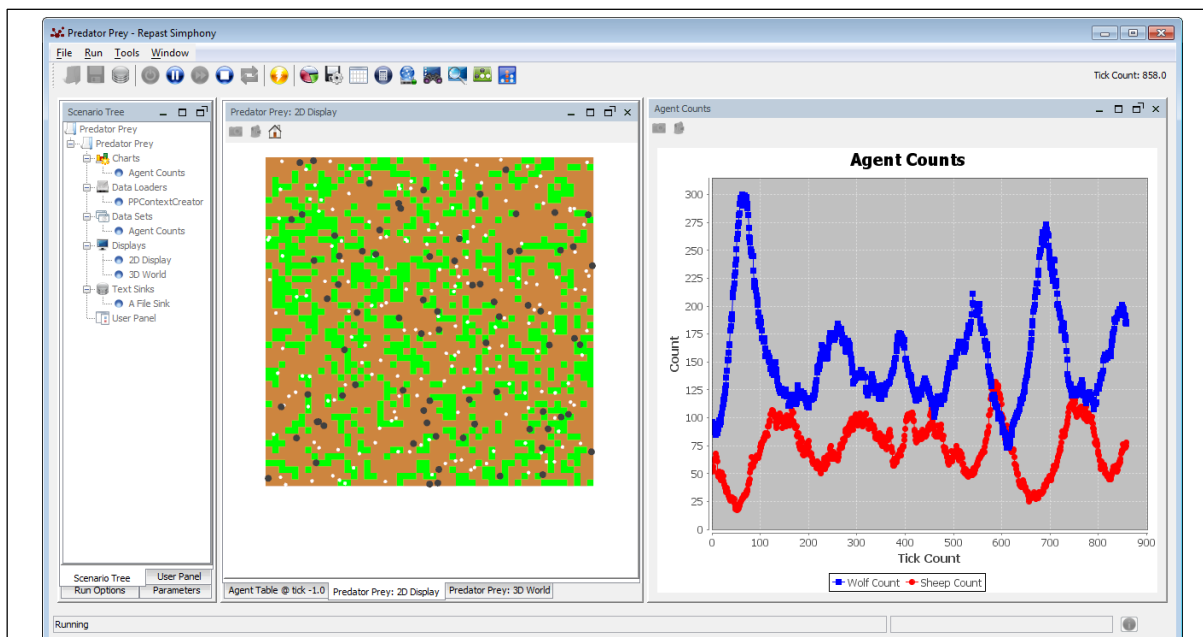 Predator Prey - Repast Simphony
File Run Tools Window
Tick Count: 858.0
Scenario Tree
Predator Prey
Predator Prey
Charts
Agent Counts
Data Loaders
PPContextCreator
Data Sets
Agent Counts
Displays
2D Display
3D World
Text Sinks
A File Sink
User Panel
Scenario Tree User Panel
Run Options Parameters
Predator Prey: 2D Display
Agent Table @ tick -1.0 Predator Prey: 2D Display Predator Prey: 3D World
Agent Counts
Agent Counts
300
275
250
225
200
175
150
125
100
75
50
25
0
Count
0 100 200 300 400 500 600 700 800 900
Tick Count
Wolf Count Sheep Count
Running